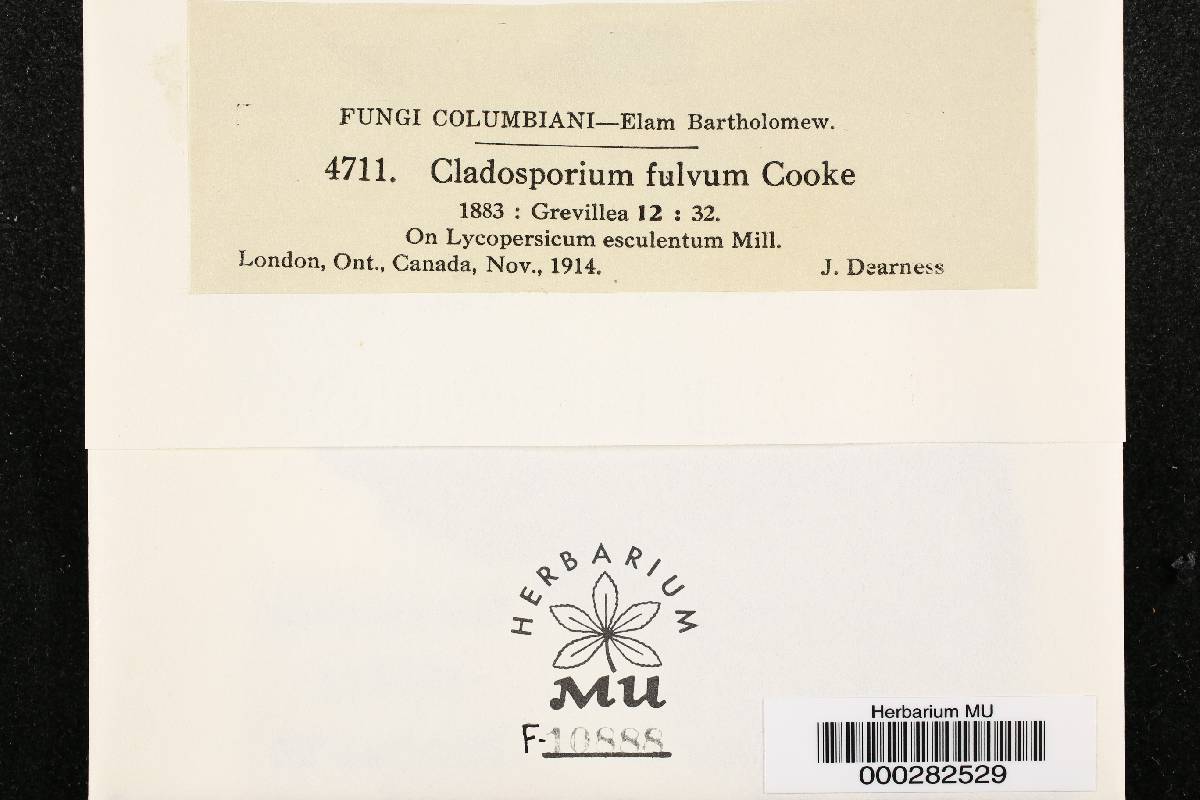 FUNGI COLUMBIANI—Elam Bartholomew.
4711. Cladosporium fulvum Cooke
1883 : Grevillea 12 : 32.
On Lycopersicum esculentum Mill.
London, Ont., Canada, Nov., 1914. J. Dearness
HERBARIUM
MU
F-10888
Herbarium MU
000282529